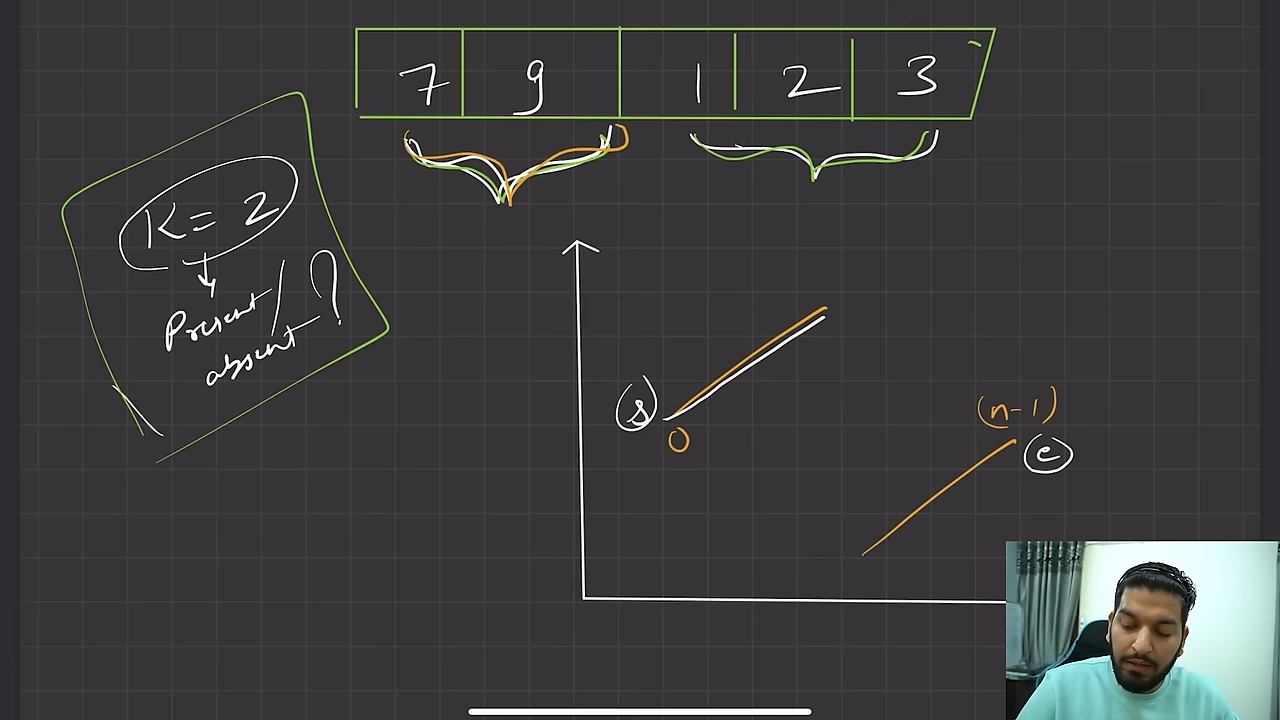 7 9 1 2 3
K = 2
Present/
absent ?
s
0
(n-1)
e